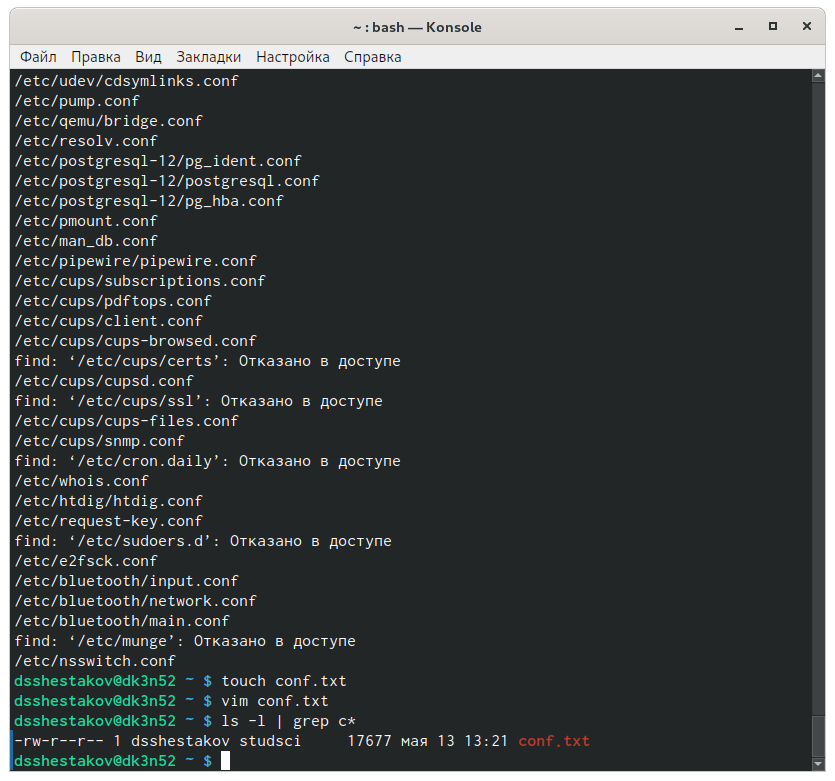 ~ : bash — Konsole
Файл Правка Вид Закладки Настройка Справка
/etc/udev/cdsymlinks.conf
/etc/pump.conf
/etc/qemu/bridge.conf
/etc/resolv.conf
/etc/postgresql-12/pg_ident.conf
/etc/postgresql-12/postgresql.conf
/etc/postgresql-12/pg_hba.conf
/etc/pmount.conf
/etc/man_db.conf
/etc/pipewire/pipewire.conf
/etc/cups/subscriptions.conf
/etc/cups/pdftops.conf
/etc/cups/client.conf
/etc/cups/cups-browsed.conf
find: ‘/etc/cups/certs’: Отказано в доступе
/etc/cups/cupsd.conf
find: ‘/etc/cups/ssl’: Отказано в доступе
/etc/cups/cups-files.conf
/etc/cups/snmp.conf
find: ‘/etc/cron.daily’: Отказано в доступе
/etc/whois.conf
/etc/htdig/htdig.conf
/etc/request-key.conf
find: ‘/etc/sudoers.d’: Отказано в доступе
/etc/e2fsck.conf
/etc/bluetooth/input.conf
/etc/bluetooth/network.conf
/etc/bluetooth/main.conf
find: ‘/etc/munge’: Отказано в доступе
/etc/nsswitch.conf
dsshestakov@dk3n52 ~ $ touch conf.txt
dsshestakov@dk3n52 ~ $ vim conf.txt
dsshestakov@dk3n52 ~ $ ls -l | grep c*
-rw-r--r-- 1 dsshestakov studsci     17677 мая 13 13:21 conf.txt
dsshestakov@dk3n52 ~ $